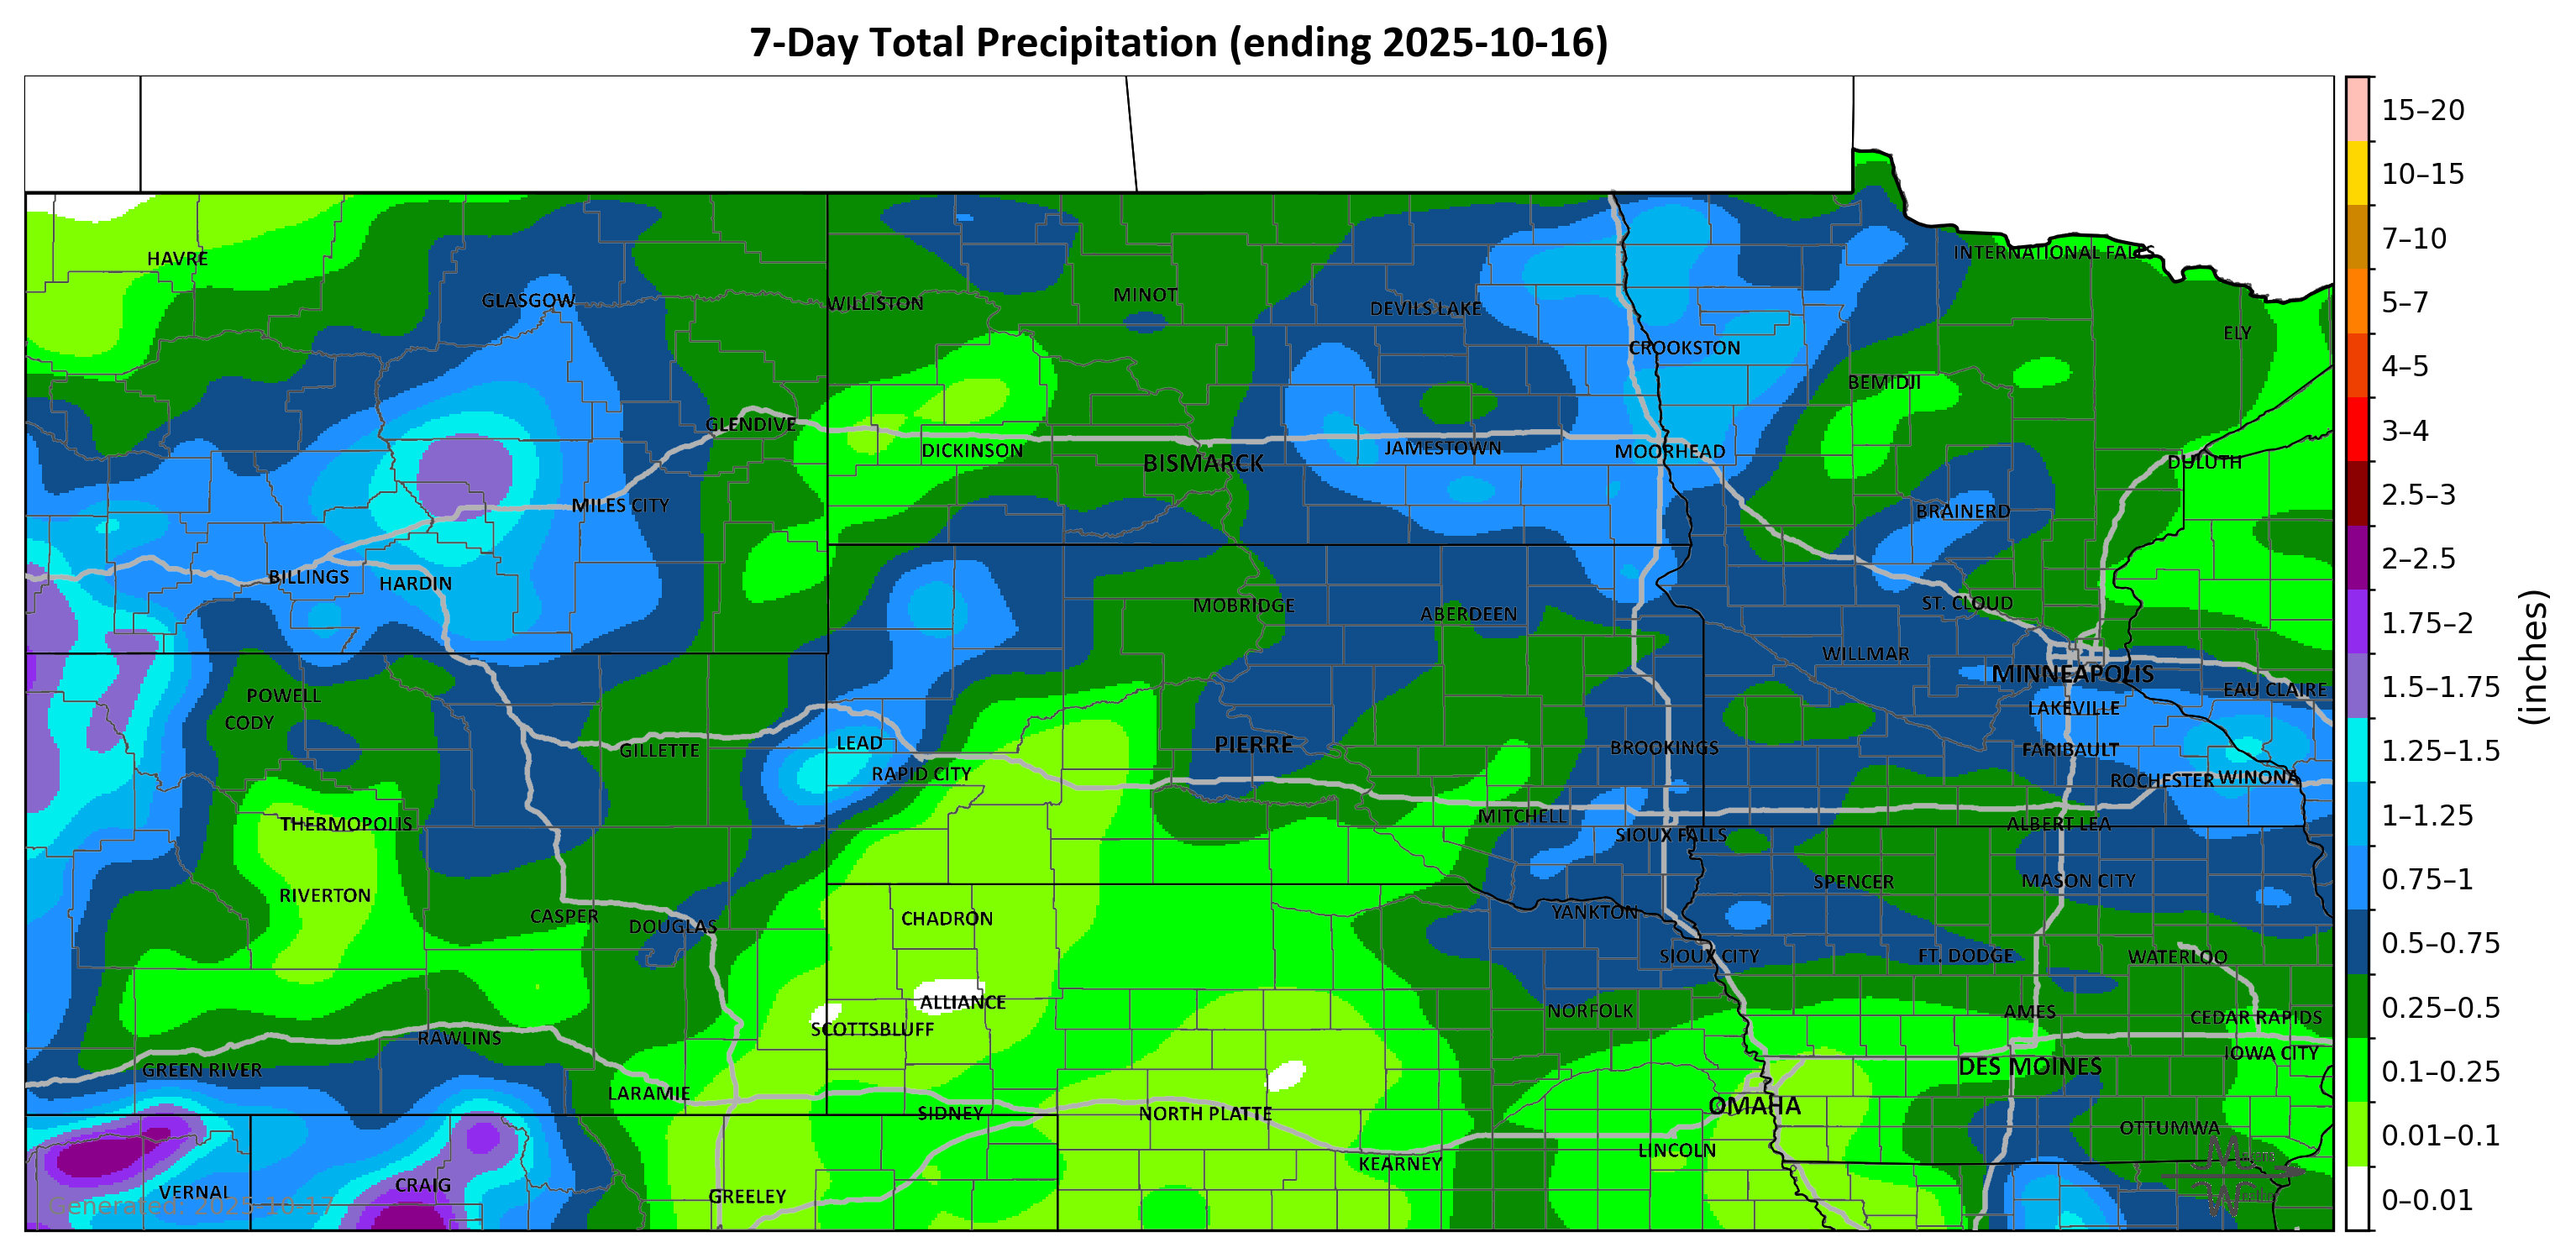 7-Day Total Precipitation (ending 2025-10-16)
HAVRE
INTERNATIONAL FALLS
GLASGOW
WILLISTON
MINOT
DEVILS LAKE
ELY
CROOKSTON
BEMIDJI
GLENDIVE
DICKINSON
BISMARCK
JAMESTOWN
MOORHEAD
DULUTH
MILES CITY
BRAINERD
BILLINGS
HARDIN
MOBRIDGE
ABERDEEN
ST. CLOUD
WILLMAR
MINNEAPOLIS
POWELL
EAU CLAIRE
CODY
LAKEVILLE
GILLETTE
LEAD
PIERRE
BROOKINGS
FARIBAULT
RAPID CITY
ROCHESTER
WINONA
THERMOPOLIS
MITCHELL
ALBERT LEA
SIOUX FALLS
SPENCER
MASON CITY
RIVERTON
CASPER
DOUGLAS
CHADRON
YANKTON
SIOUX CITY
FT. DODGE
WATERLOO
ALLIANCE
NORFOLK
AMES
CEDAR RAPIDS
SCOTTSBLUFF
RAWLINS
IOWA CITY
GREEN RIVER
DES MOINES
LARAMIE
SIDNEY
NORTH PLATTE
OMAHA
OTTUMWA
LINCOLN
KEARNEY
VERNAL
CRAIG
GREELEY
Generated: 2025-10-17
15–20
10–15
7–10
5–7
4–5
3–4
2.5–3
2–2.5
1.75–2
1.5–1.75
1.25–1.5
1–1.25
0.75–1
0.5–0.75
0.25–0.5
0.1–0.25
0.01–0.1
0–0.01
(inches)